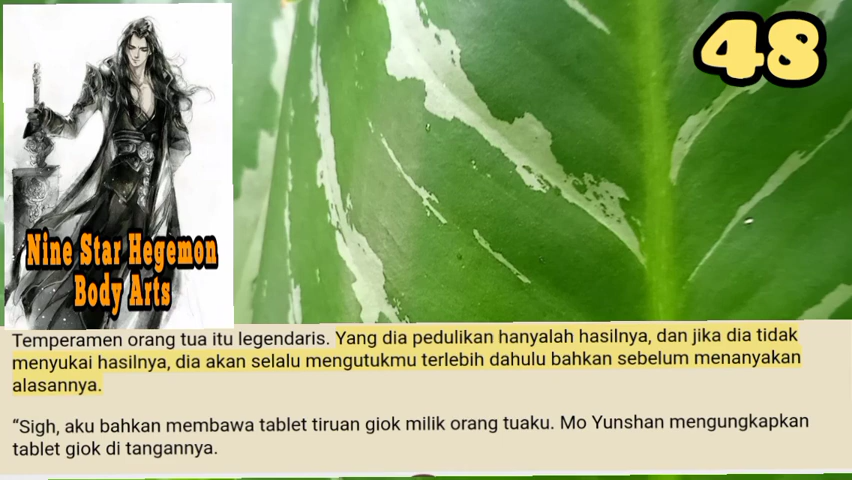 48
Nine Star Hegemon
Body Arts
Temperamen orang tua itu legendaris. Yang dia pedulikan hanyalah hasilnya, dan jika dia tidak
menyukai hasilnya, dia akan selalu mengutukmu terlebih dahulu bahkan sebelum menanyakan
alasannya.
“Sigh, aku bahkan membawa tablet tiruan giok milik orang tuaku. Mo Yunshan mengungkapkan
tablet giok di tangannya.